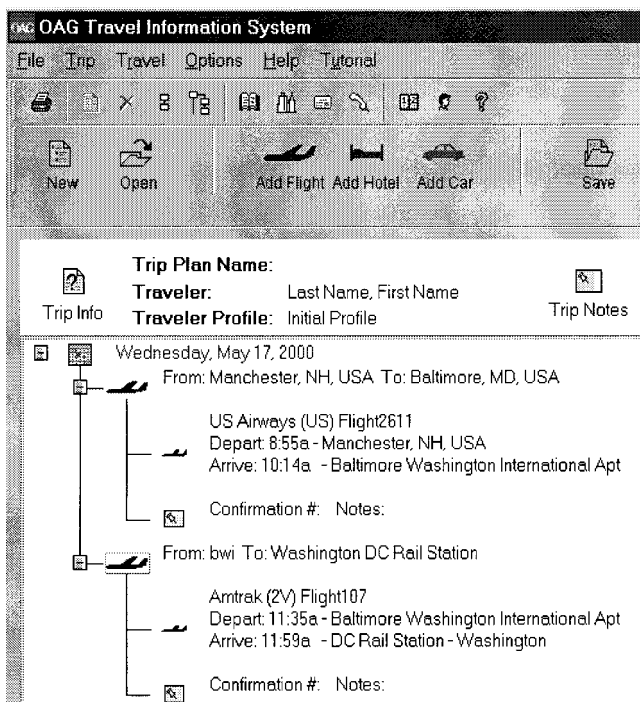 OAG OAG Travel Information System
File Trip Travel Options Help Tutorial
New Open Add Flight Add Hotel Add Car Save
Trip Info
Trip Plan Name:
Traveler: Last Name, First Name
Traveler Profile: Initial Profile
Trip Notes
Wednesday, May 17, 2000
From: Manchester, NH, USA To: Baltimore, MD, USA
US Airways (US) Flight2611
Depart: 8:55a - Manchester, NH, USA
Arrive: 10:14a - Baltimore Washington International Apt
Confirmation #: Notes:
From: bwi To: Washington DC Rail Station
Amtrak (2V) Flight107
Depart: 11:35a - Baltimore Washington International Apt
Arrive: 11:59a - DC Rail Station - Washington
Confirmation #: Notes: